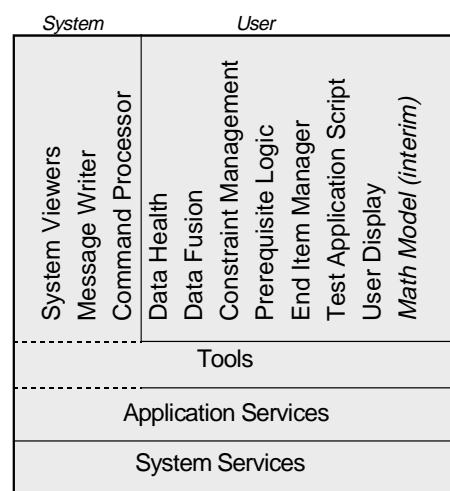 System
User
System Viewers
Message Writer
Command Processor
Data Health
Data Fusion
Constraint Management
Prerequisite Logic
End Item Manager
Test Application Script
User Display
Math Model (interim)
Tools
Application Services
System Services